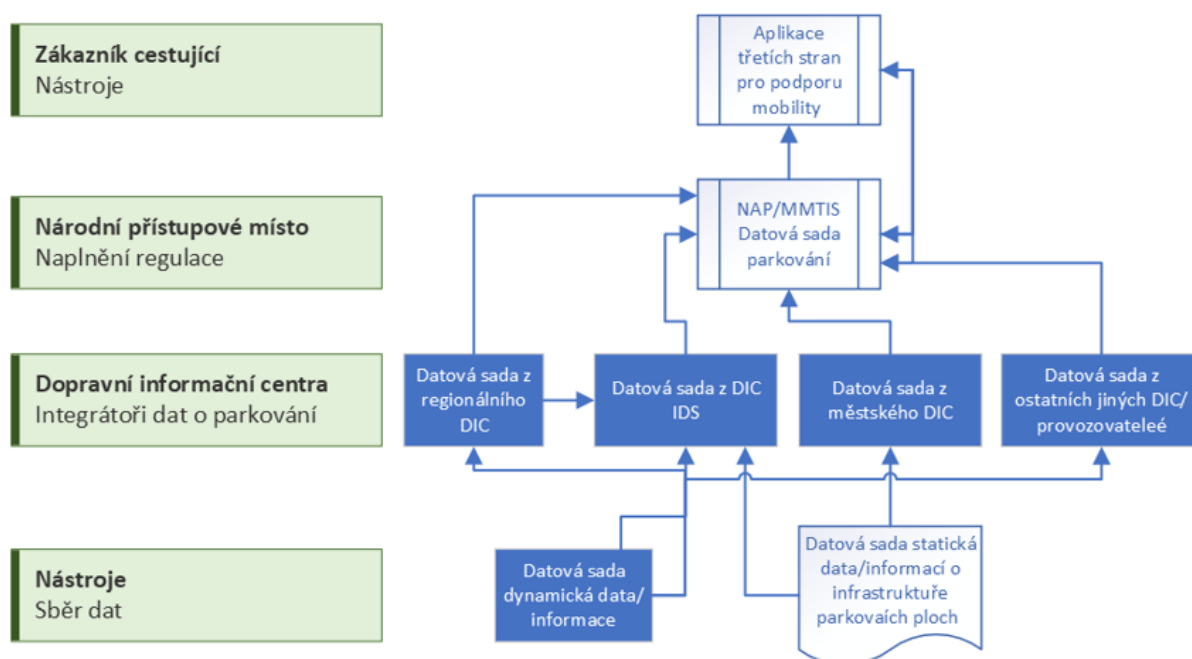 Zákazník cestující
Nástroje
Aplikace
třetích stran
pro podporu
mobility
Národní přístupové místo
Naplnění regulace
NAP/MMTIS
Datová sada
parkování
Dopravní informační centra
Integrátoři dat o parkování
Datová sada z
regionálního
DIC
Datová sada z DIC
IDS
Datová sada z
městského DIC
Datová sada z
ostatních jiných DIC/
provozovateleé
Nástroje
Sběr dat
Datová sada
dynamická data/
informace
Datová sada statická
data/informací o
infrastruktuře
parkovaích ploch